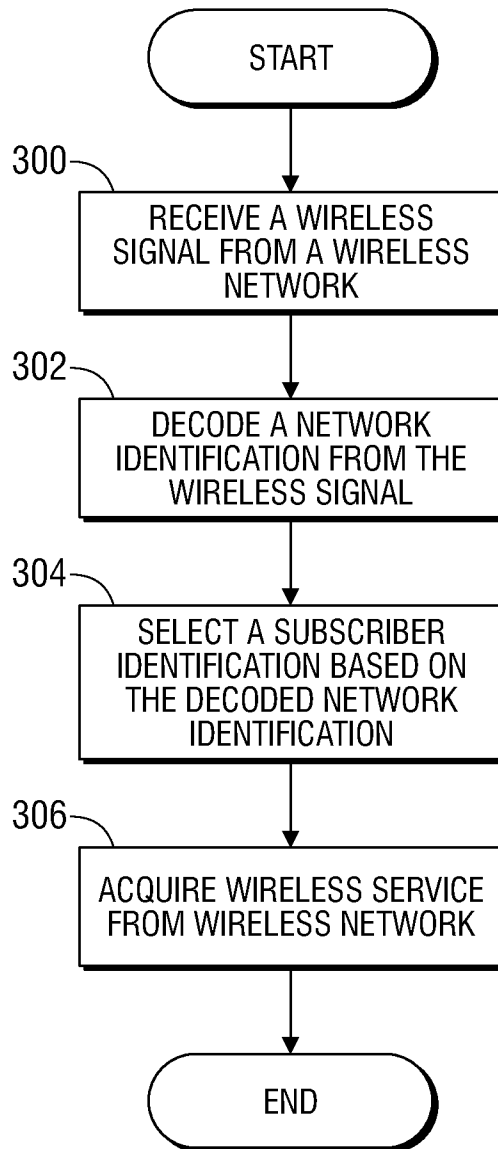 START
300
RECEIVE A WIRELESS
SIGNAL FROM A WIRELESS
NETWORK
302
DECODE A NETWORK
IDENTIFICATION FROM THE
WIRELESS SIGNAL
304
SELECT A SUBSCRIBER
IDENTIFICATION BASED ON
THE DECODED NETWORK
IDENTIFICATION
306
ACQUIRE WIRELESS SERVICE
FROM WIRELESS NETWORK
END